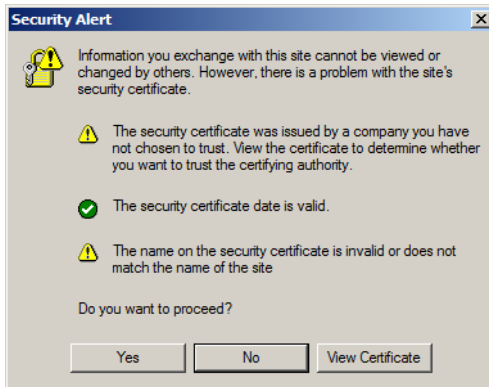 Security Alert
Information you exchange with this site cannot be viewed or
changed by others. However, there is a problem with the site's
security certificate.
The security certificate was issued by a company you have
not chosen to trust. View the certificate to determine whether
you want to trust the certifying authority.
The security certificate date is valid.
The name on the security certificate is invalid or does not
match the name of the site
Do you want to proceed?
Yes No View Certificate